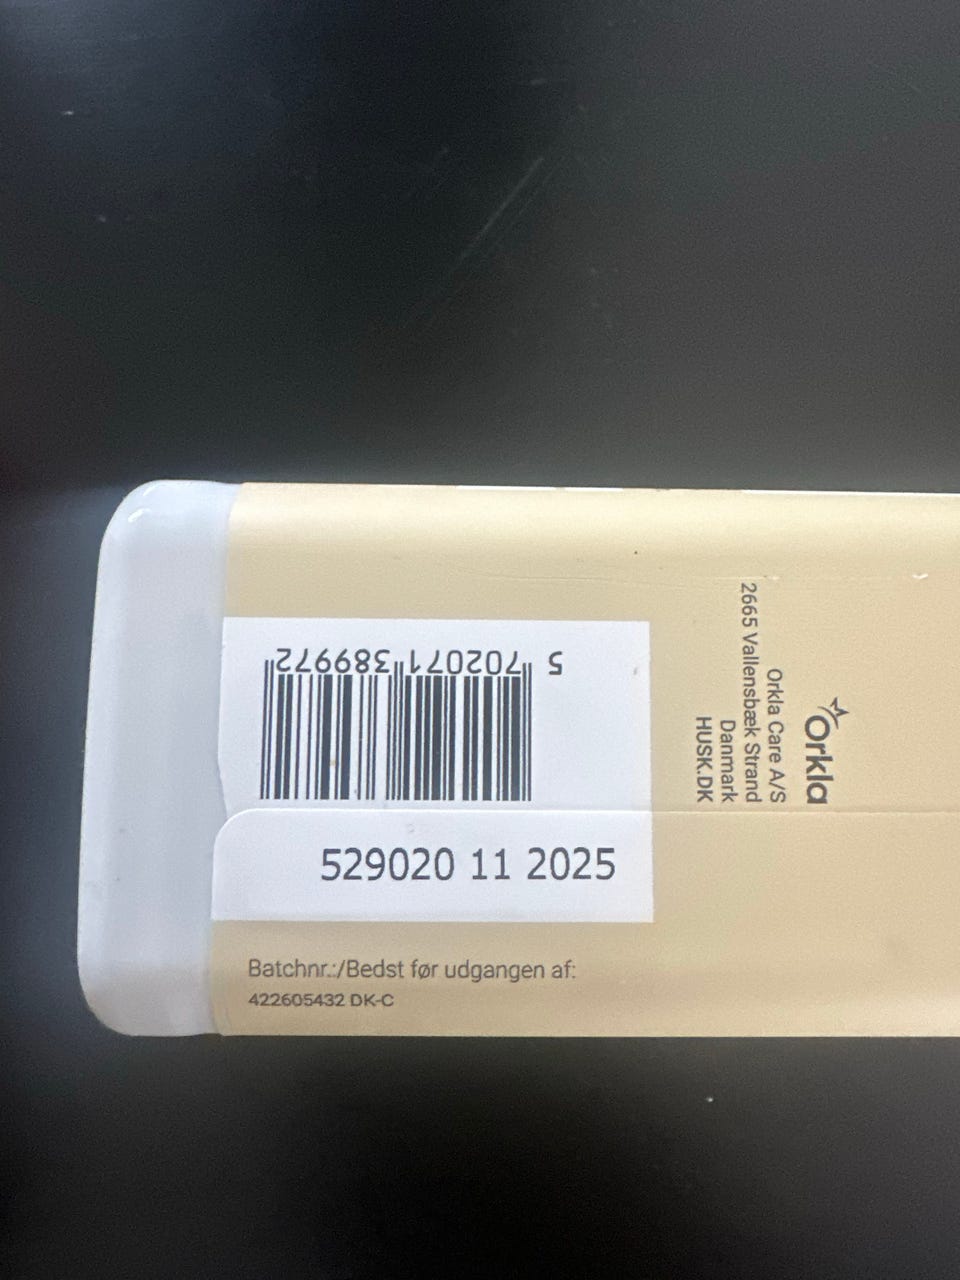 5 702071 389972
529020 11 2025
Batchnr.:/Bedst før udgangen af:
422605432 DK-C
Orkla
Orkla Care A/S
2665 Vallensbæk Strand
Danmark
HUSK.DK